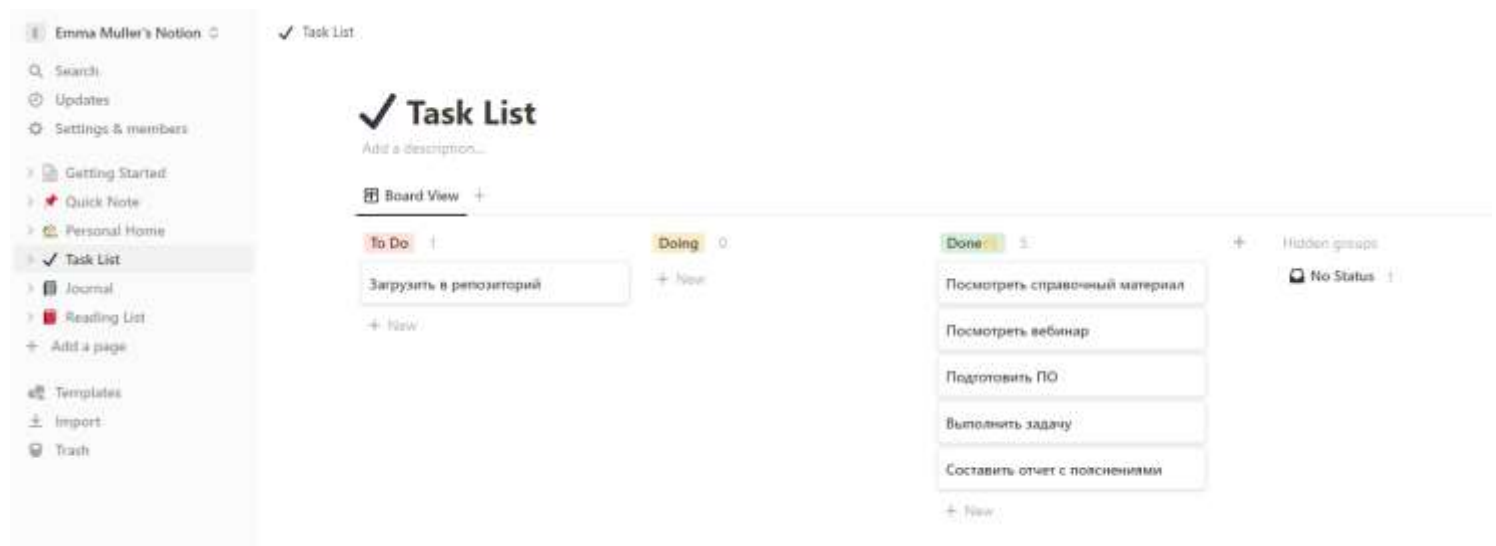 Emma Muller's Notion
Search
Updates
Settings & members
Getting Started
Quick Note
Personal Home
Task List
Journal
Reading List
+ Add a page
Templates
Import
Trash
Task List
Task List
Add a description...
Board View +
To Do 1
Загрузить в репозиторий
+ New
Doing 0
+ New
Done 5
Посмотреть справочный материал
Посмотреть вебинар
Подготовить ПО
Выполнить задачу
Составить отчет с пояснениями
+ New
+
Hidden groups
No Status 1